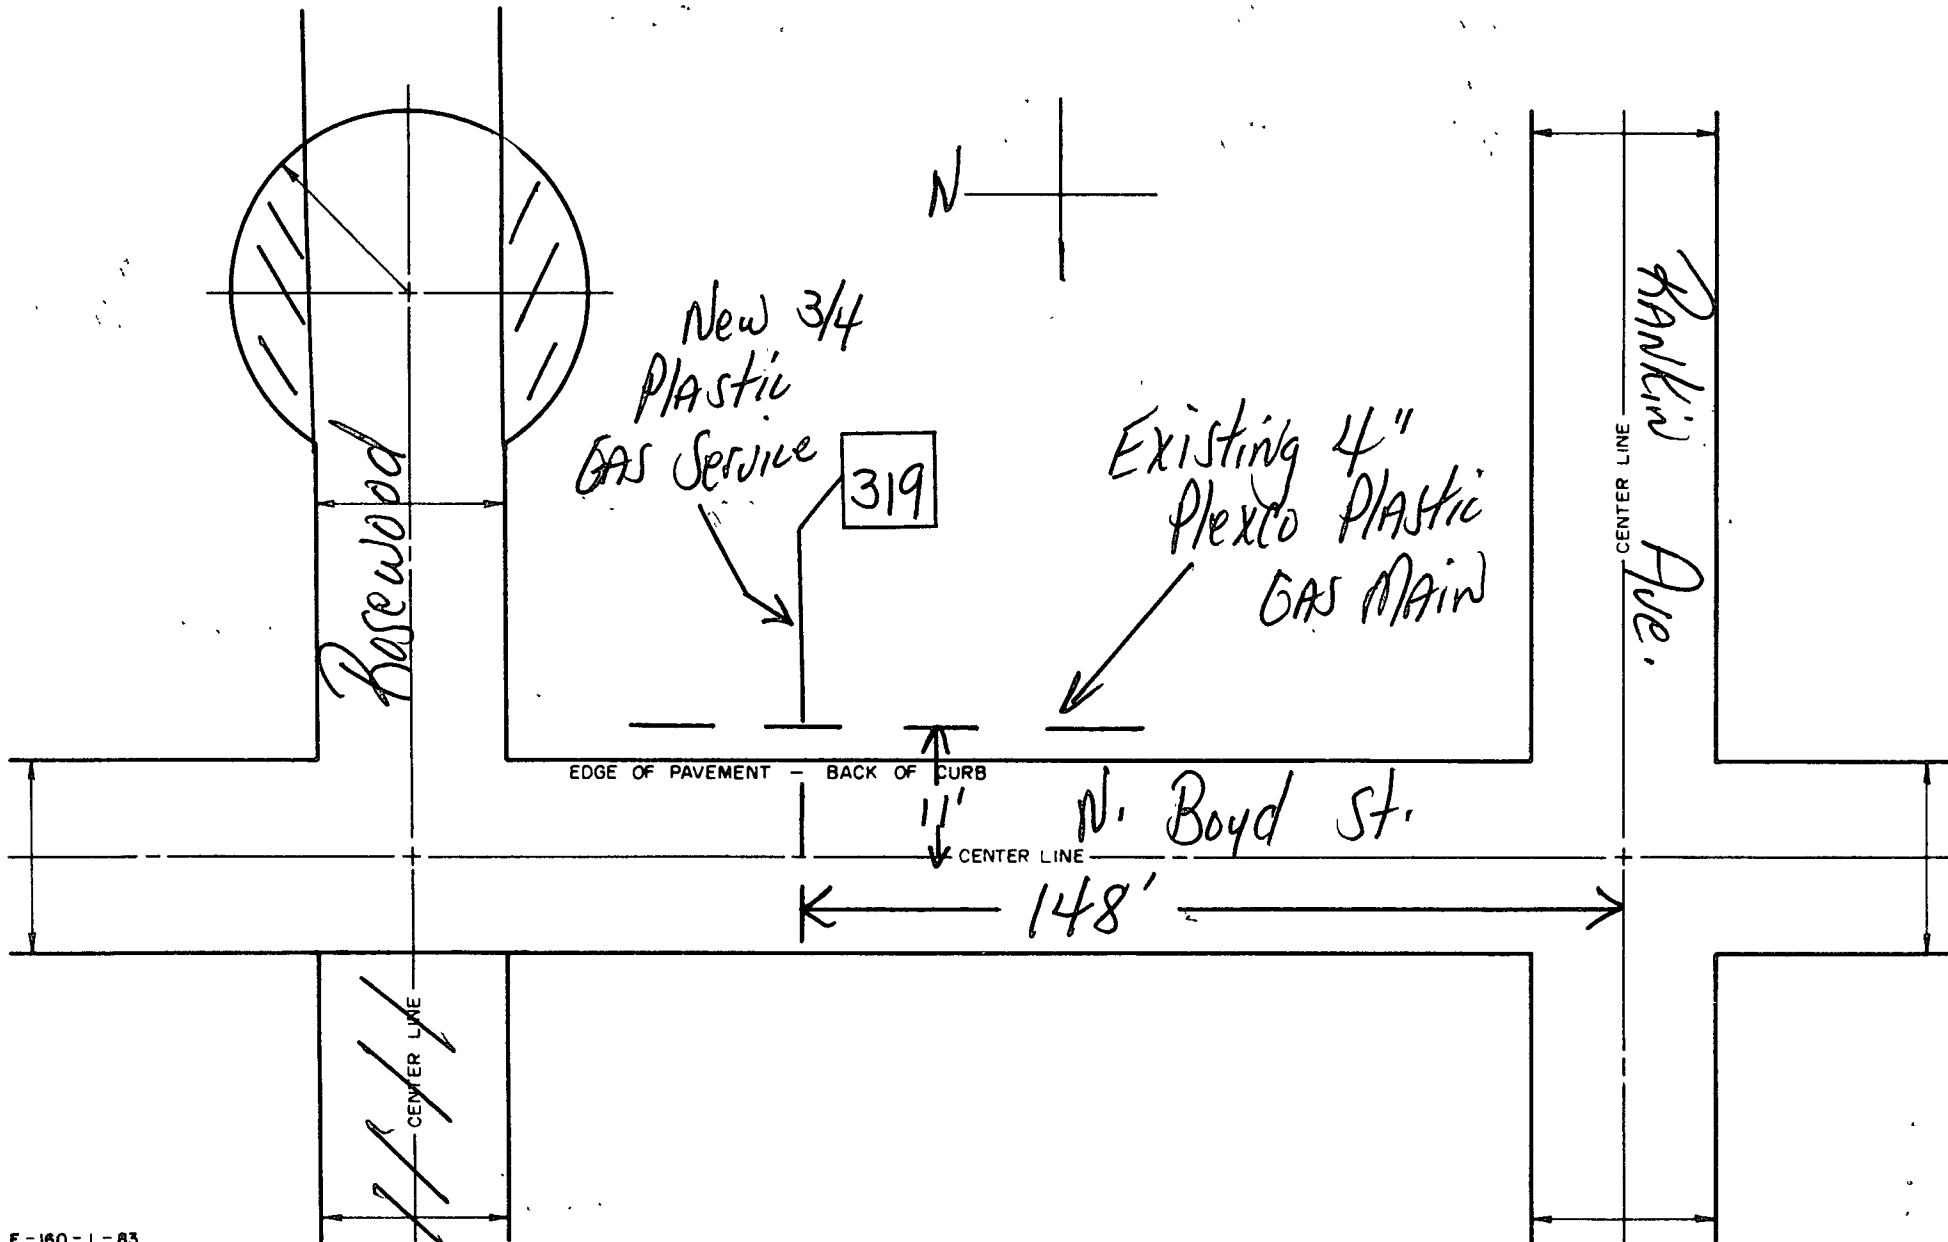 N
New 3/4
Plastic
GAS Service
319
Existing 4"
Plexco Plastic
GAS MAin
Rosewood
RANKin Ave.
CENTER LINE
EDGE OF PAVEMENT - BACK OF CURB
11'
N. Boyd St.
CENTER LINE
148'
CENTER LINE
E-160-1-83